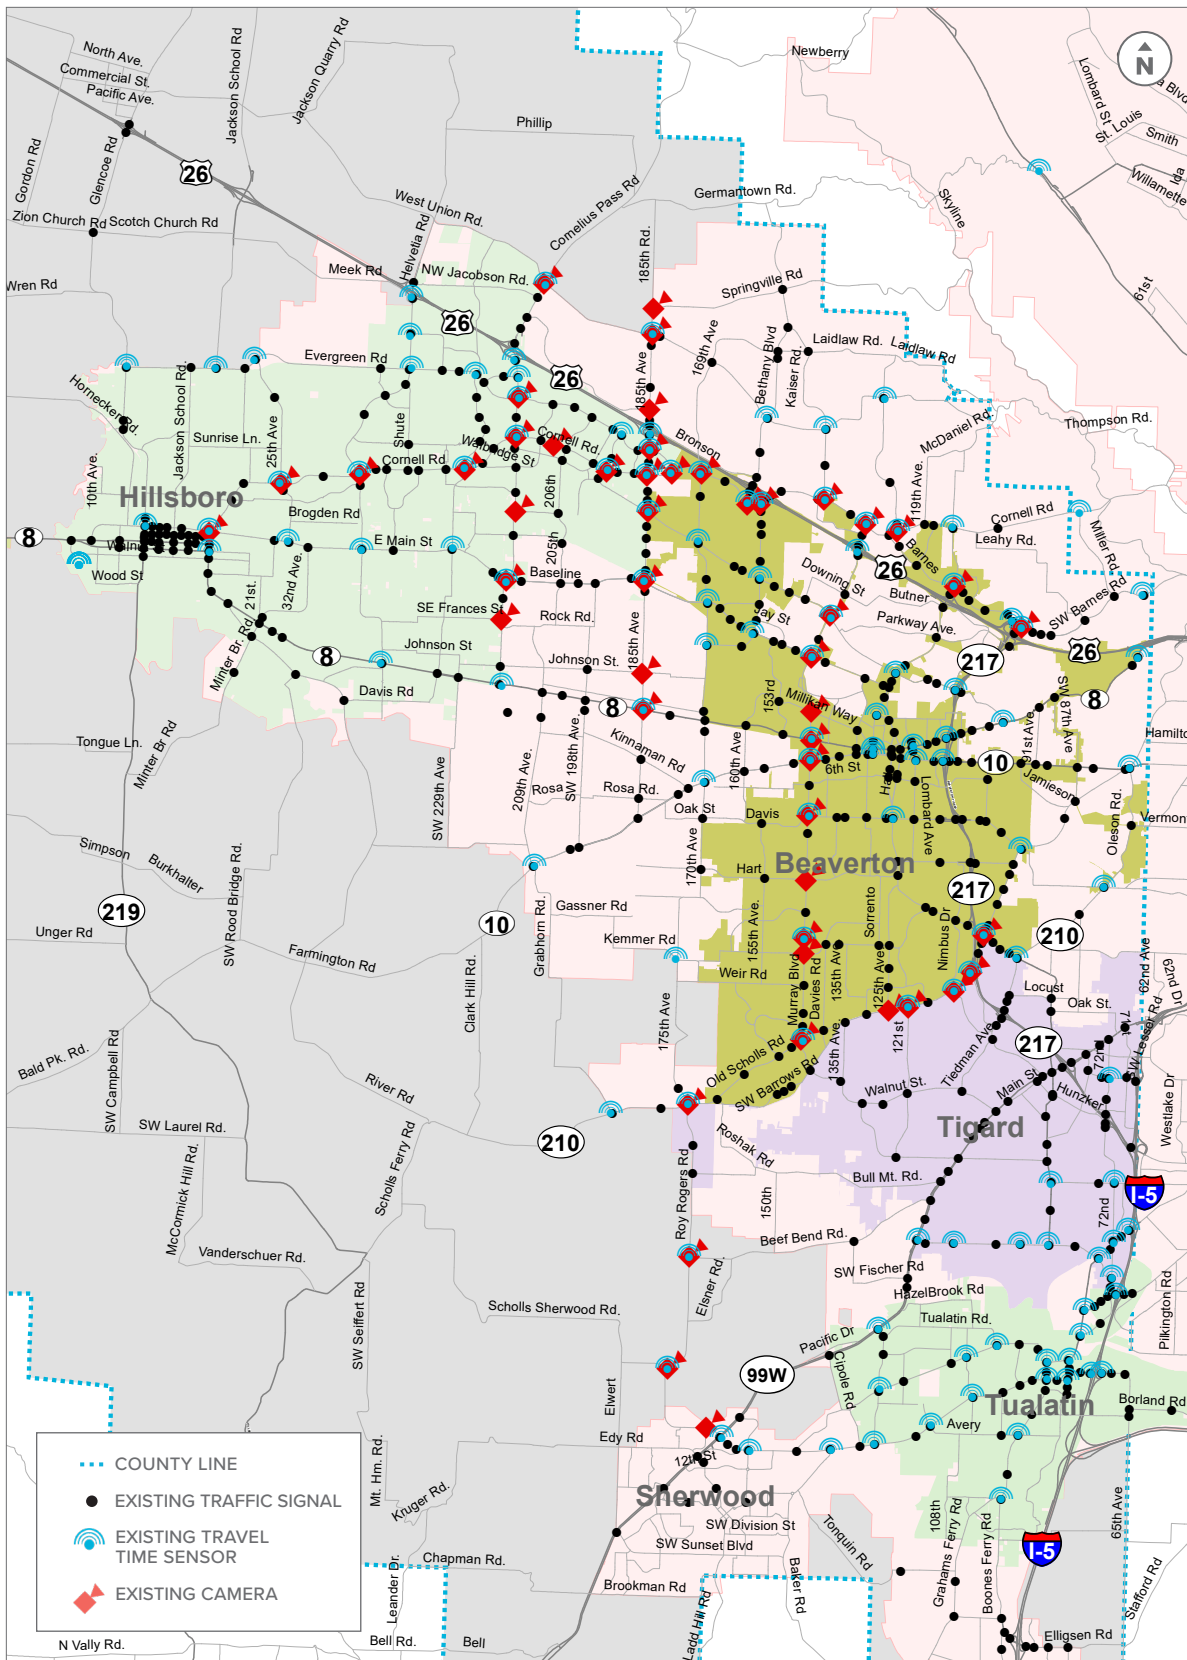 North Ave.
Commercial St.
Pacific Ave.
Jackson School Rd
Jackson Quarry Rd
Gordon Rd
Glencoe Rd
26
Phillip
Newberry
N
Lombard St
St. Louis
Smith
Ida
Willamette
Zion Church Rd
Scotch Church Rd
West Union Rd.
Cornelius Pass Rd
Germantown Rd.
Skyline
Helvetia Rd
Meek Rd
NW Jacobson Rd.
185th Rd.
Springville Rd
61st
Wren Rd
26
Evergreen Rd
26
185th Ave
169th Ave
Bethany Blvd
Kaiser Rd.
Laidlaw Rd.
Laidlaw Rd
Hornecker Rd.
Jackson School Rd.
Sunrise Ln.
25th Ave
Shute
Cornell Rd
Walbridge St
Cornell Rd.
Bronson
McDaniel Rd.
Thompson Rd.
10th Ave.
Hillsboro
Brogden Rd
206th
119th Ave
Cornell Rd
Leahy Rd.
Miller Rd.
8
E Main St
205th
Barnes
26
Wood St
21st.
32nd Ave.
Baseline
Downing St
Butner
SW Barnes Rd
SE Frances St
Rock Rd.
Parkway Ave.
Minter Br. Rd.
8
Johnson St
Johnson St.
185th Ave
217
26
Davis Rd
8
153rd
Millikan Way
SW 87th Ave
8
Tongue Ln.
Minter Br Rd
SW 229th Ave
209th Ave.
SW 198th Ave.
Kinnaman Rd
160th Ave
6th St
10
91st Ave
Rosa
Rosa Rd.
Oak St
Lombard Ave
Jamieson
Davis
Oleson Rd.
Vermont
Simpson
Burkhalter
170th Ave
Hart
Beaverton
219
SW Rood Bridge Rd.
10
Grabhorn Rd.
Gassner Rd
155th Ave.
Sorrento
217
Nimbus Dr
210
Unger Rd
Farmington Rd
Kemmer Rd
Weir Rd
Murray Blvd
Davies Rd
135th Ave
125th Ave
62nd Ave
62nd Dr
Clark Hill Rd.
175th Ave
Locust
Oak St.
121st
71st
SW Lesser Rd
Bald Pk. Rd.
SW Campbell Rd
River Rd
Old Scholls Rd
SW Barrows Rd
135th Ave
Tiedman Ave
217
72nd
Main St.
Hunzker
Walnut St.
Westlake Dr
SW Laurel Rd.
210
Tigard
Roshak Rd
Bull Mt. Rd.
McCormick Hill Rd.
Scholls Ferry Rd
Roy Rogers Rd
150th
72nd
I-5
Vanderschuer Rd.
Beef Bend Rd.
SW Fischer Rd
Elsner Rd.
HazelBrook Rd
Scholls Sherwood Rd.
Tualatin Rd.
Pilkington Rd
SW Seiffert Rd
Pacific Dr
Cipole Rd
99W
Elwert
Tualatin
Borland Rd
Avery
Edy Rd
12th St
Mt. Hm. Rd.
Sherwood
Kruger Rd.
SW Division St
SW Sunset Blvd
Tonquin Rd
108th
Grahams Ferry Rd
Boones Ferry Rd
I-5
65th Ave
Stafford Rd
Leander Dr.
Chapman Rd.
Brookman Rd
Ladd Hill Rd
Baker Rd
Elligsen Rd
N Vally Rd.
Bell Rd.
Bell
COUNTY LINE
EXISTING TRAFFIC SIGNAL
EXISTING TRAVEL
TIME SENSOR
EXISTING CAMERA